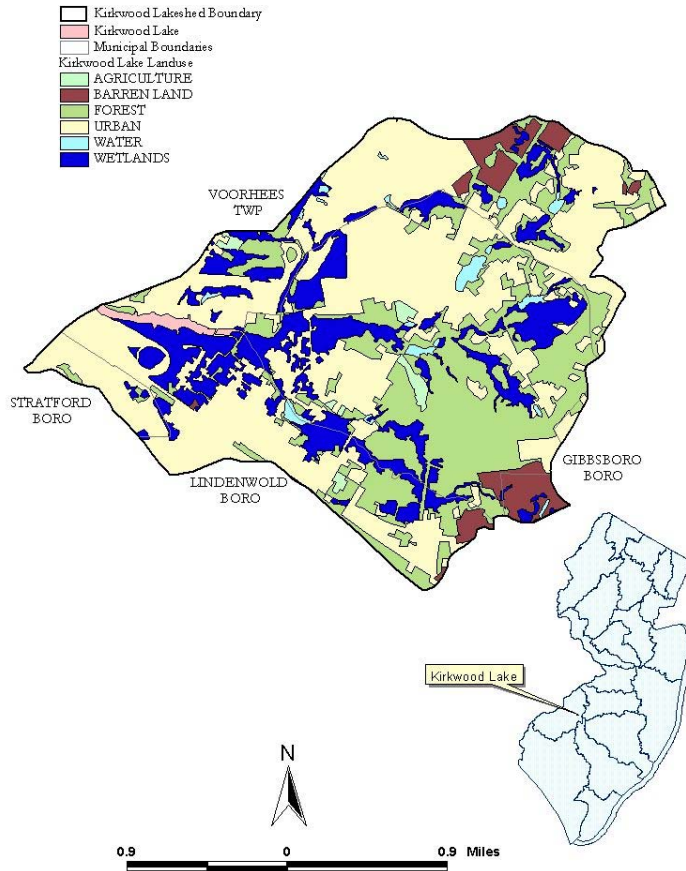 Kirkwood Lakeshed Boundary
Kirkwood Lake
Municipal Boundaries
Kirkwood Lake Landuse
AGRICULTURE
BARREN LAND
FOREST
URBAN
WATER
WETLANDS
VOORHEES
TWP
STRATFORD
BORO
LINDENWOLD
BORO
GIBBSBORO
BORO
Kirkwood Lake
N
0.9 0 0.9 Miles